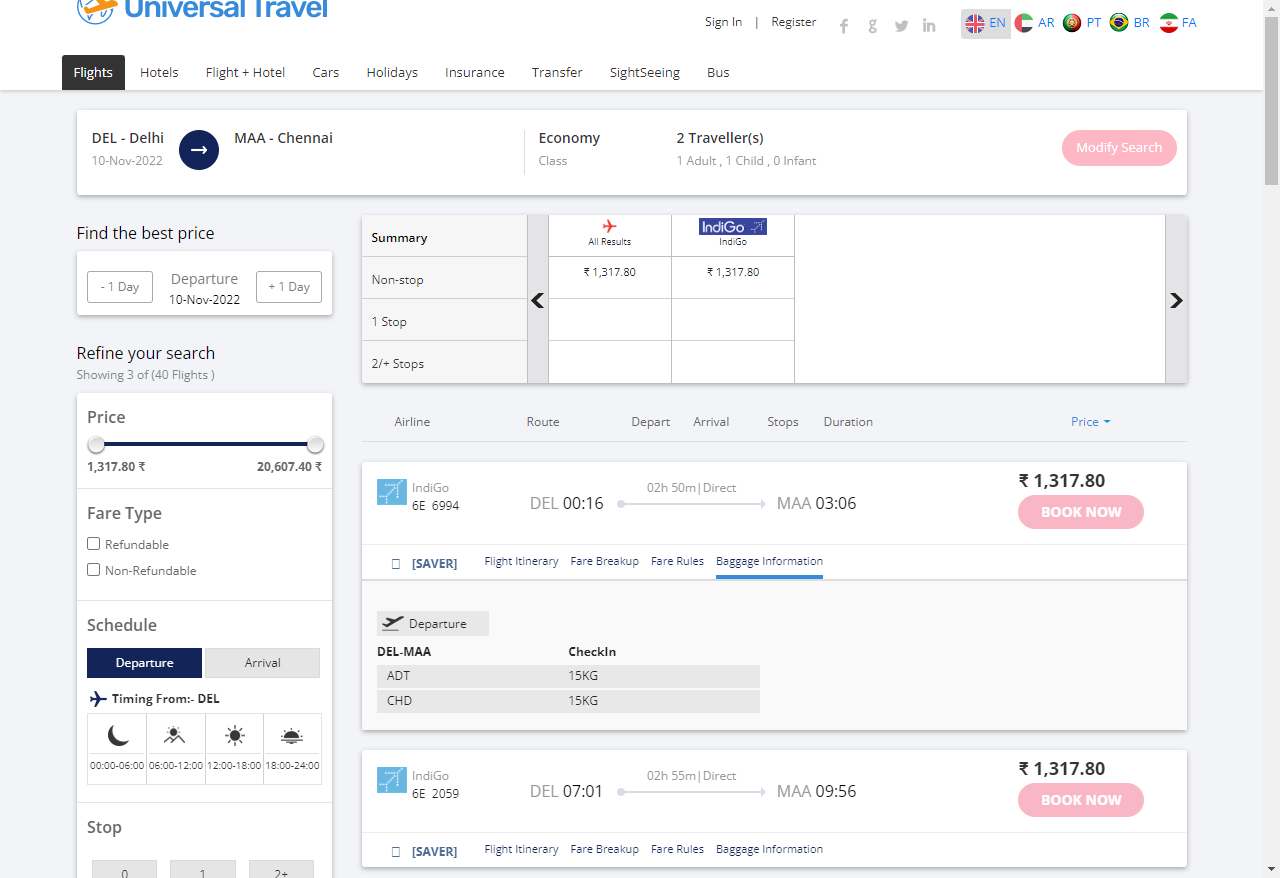 Universal Travel
Sign In | Register
EN AR PT BR FA
Flights Hotels Flight + Hotel Cars Holidays Insurance Transfer SightSeeing Bus
DEL - Delhi MAA - Chennai Economy 2 Traveller(s)
10-Nov-2022 Class 1 Adult , 1 Child , 0 Infant
Modify Search
Find the best price
- 1 Day Departure + 1 Day
10-Nov-2022
Refine your search
Showing 3 of (40 Flights )
Price
1,317.80 ₹ 20,607.40 ₹
Fare Type
Refundable
Non-Refundable
Schedule
Departure Arrival
Timing From:- DEL
00:00-06:00 06:00-12:00 12:00-18:00 18:00-24:00
Stop
0 1 2+
Summary All Results IndiGo IndiGo
Non-stop ₹ 1,317.80 ₹ 1,317.80
1 Stop
2/+ Stops
Airline Route Depart Arrival Stops Duration Price
IndiGo
6E 6994
DEL 00:16 02h 50m|Direct MAA 03:06
₹ 1,317.80
BOOK NOW
[SAVER] Flight Itinerary Fare Breakup Fare Rules Baggage Information
Departure
DEL-MAA CheckIn
ADT 15KG
CHD 15KG
IndiGo
6E 2059
DEL 07:01 02h 55m|Direct MAA 09:56
₹ 1,317.80
BOOK NOW
[SAVER] Flight Itinerary Fare Breakup Fare Rules Baggage Information